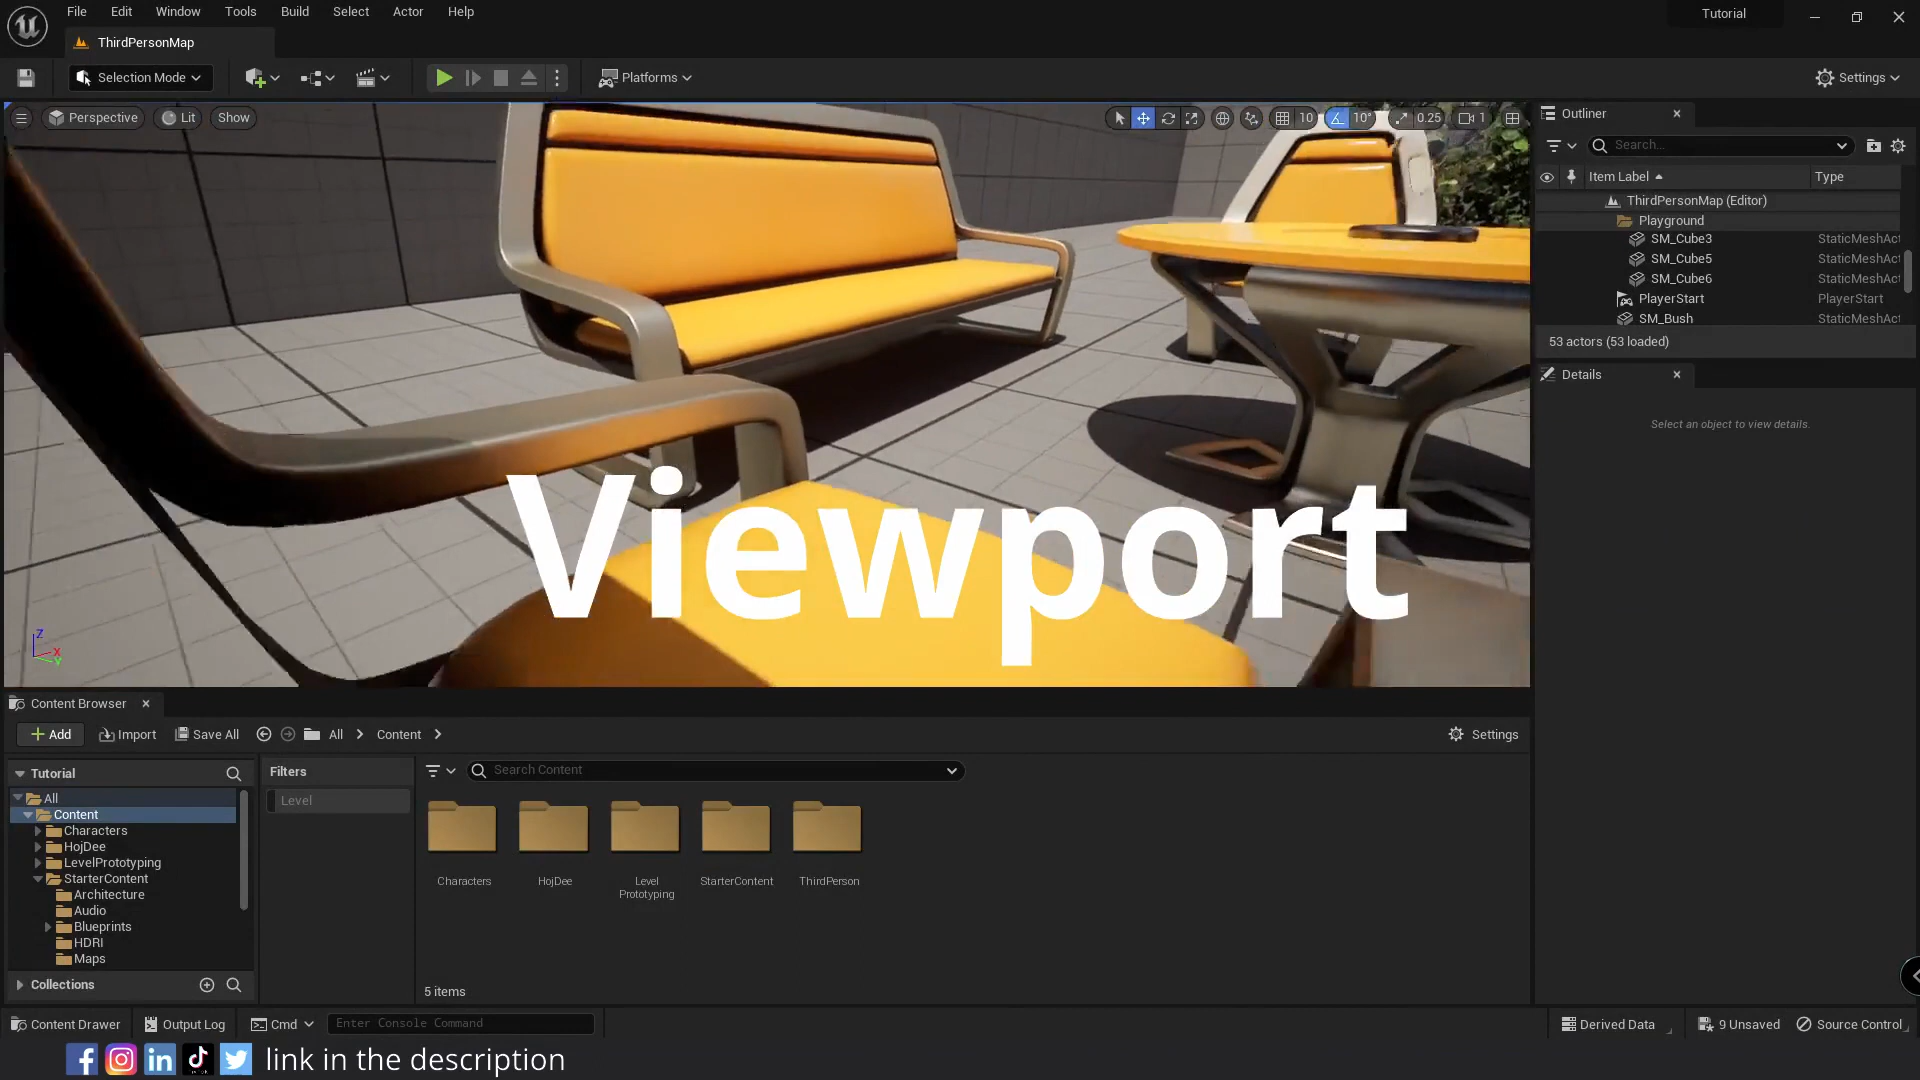 File Edit Window Tools Build Select Actor Help
Tutorial
ThirdPersonMap
Selection Mode
Platforms
Settings
Perspective
Lit
Show
10
10°
0.25
1
Outliner
Search...
Item Label
Type
ThirdPersonMap (Editor)
Playground
SM_Cube3 StaticMeshAct
SM_Cube5 StaticMeshAct
SM_Cube6 StaticMeshAct
PlayerStart PlayerStart
SM_Bush StaticMeshAct
53 actors (53 loaded)
Details
Select an object to view details.
Viewport
Z
X
Y
Content Browser
Add
Import
Save All
All
Content
Settings
Tutorial
All
Content
Characters
HojDee
LevelPrototyping
StarterContent
Architecture
Audio
Blueprints
HDRI
Maps
Collections
Filters
Level
Search Content
Characters
HojDee
Level
Prototyping
StarterContent
ThirdPerson
5 items
Content Drawer
Output Log
Cmd
Enter Console Command
Derived Data
9 Unsaved
Source Control
link in the description